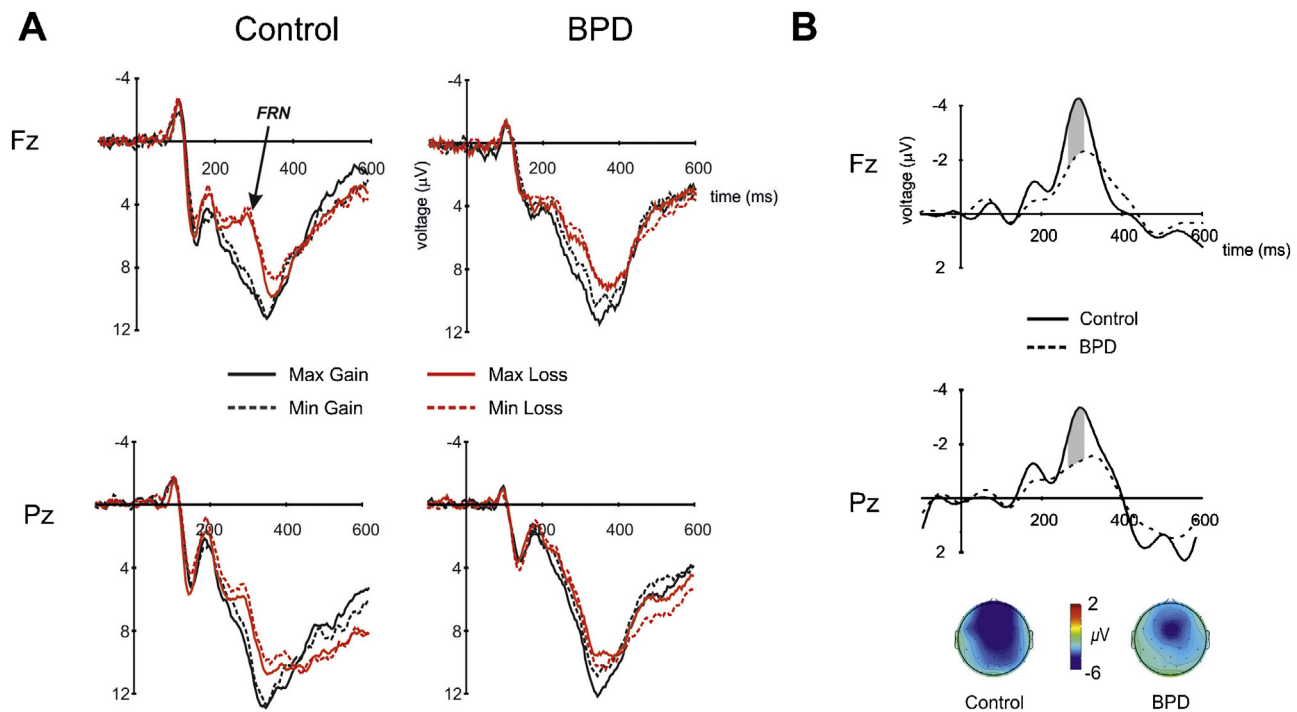 A
Control
BPD
B
Fz
-4
FRN
200
400
600
4
8
12
-4
voltage (µV)
200
400
600
time (ms)
4
8
12
Fz
voltage (µV)
-4
-2
2
200
400
600
time (ms)
Control
BPD
Max Gain
Max Loss
Min Gain
Min Loss
Pz
-4
200
400
600
4
8
12
-4
200
400
600
4
8
12
Pz
-4
-2
2
200
400
600
2
µV
-6
Control
BPD